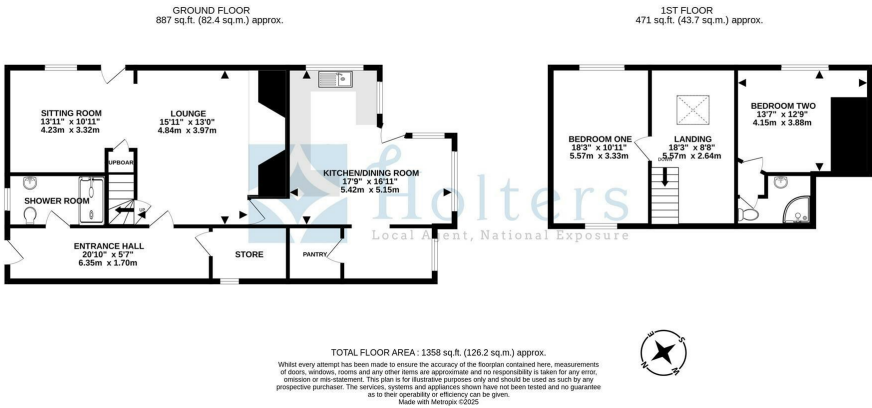 GROUND FLOOR
887 sq.ft. (82.4 sq.m.) approx.
1ST FLOOR
471 sq.ft. (43.7 sq.m.) approx.
SITTING ROOM
13'11" x 10'11"
4.23m x 3.32m
LOUNGE
15'11" x 13'0"
4.84m x 3.97m
UPBOAR
SHOWER ROOM
UP
KITCHEN/DINING ROOM
17'9" x 16'11"
5.42m x 5.15m
ENTRANCE HALL
20'10" x 5'7"
6.35m x 1.70m
STORE
PANTRY
BEDROOM ONE
18'3" x 10'11"
5.57m x 3.33m
LANDING
18'3" x 8'8"
5.57m x 2.64m
DOWN
BEDROOM TWO
13'7" x 12'9"
4.15m x 3.88m
Holters
Local Agent, National Exposure
TOTAL FLOOR AREA : 1358 sq.ft. (126.2 sq.m.) approx.
Whilst every attempt has been made to ensure the accuracy of the floorplan contained here, measurements
of doors, windows, rooms and any other items are approximate and no responsibility is taken for any error,
omission or mis-statement. This plan is for illustrative purposes only and should be used as such by any
prospective purchaser. The services, systems and appliances shown have not been tested and no guarantee
as to their operability or efficiency can be given.
Made with Metropix ©2025
N
E
S
W